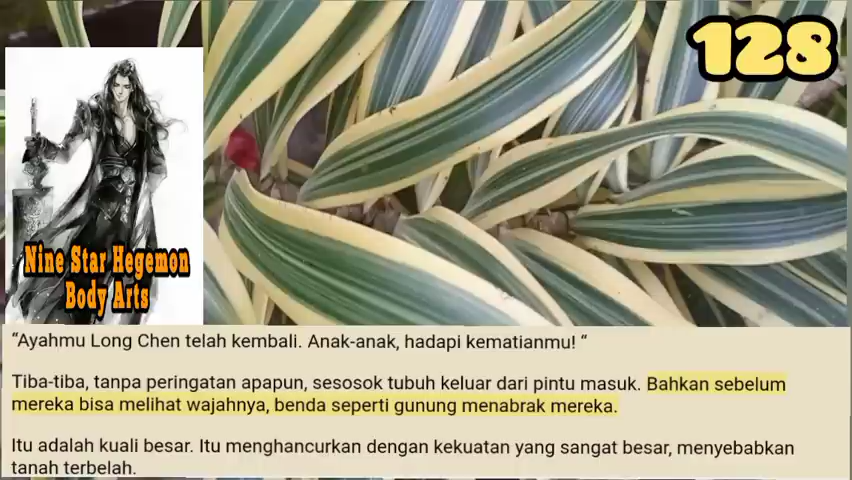 128
Nine Star Hegemon
Body Arts
“Ayahmu Long Chen telah kembali. Anak-anak, hadapi kematianmu! “
Tiba-tiba, tanpa peringatan apapun, sesosok tubuh keluar dari pintu masuk. Bahkan sebelum
mereka bisa melihat wajahnya, benda seperti gunung menabrak mereka.
Itu adalah kuali besar. Itu menghancurkan dengan kekuatan yang sangat besar, menyebabkan
tanah terbelah.